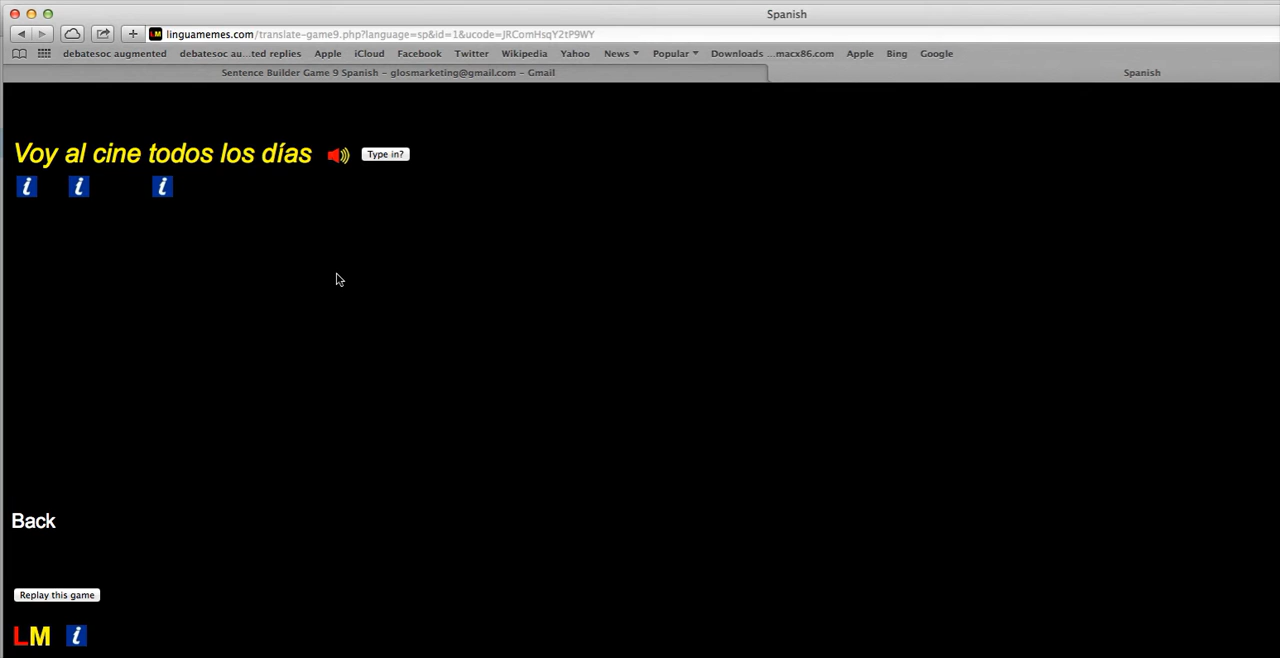 Spanish
linguamemes.com/translate-game9.php?language=sp&id=1&ucode=JRComHsqY2tP9WY
debatesoc augmented debatesoc au...ted replies Apple iCloud Facebook Twitter Wikipedia Yahoo News Popular Downloads ...macx86.com Apple Bing Google
Sentence Builder Game 9 Spanish – glosmarketing@gmail.com – Gmail Spanish
Voy al cine todos los días Type in?
i i i
Back
Replay this game
LM i